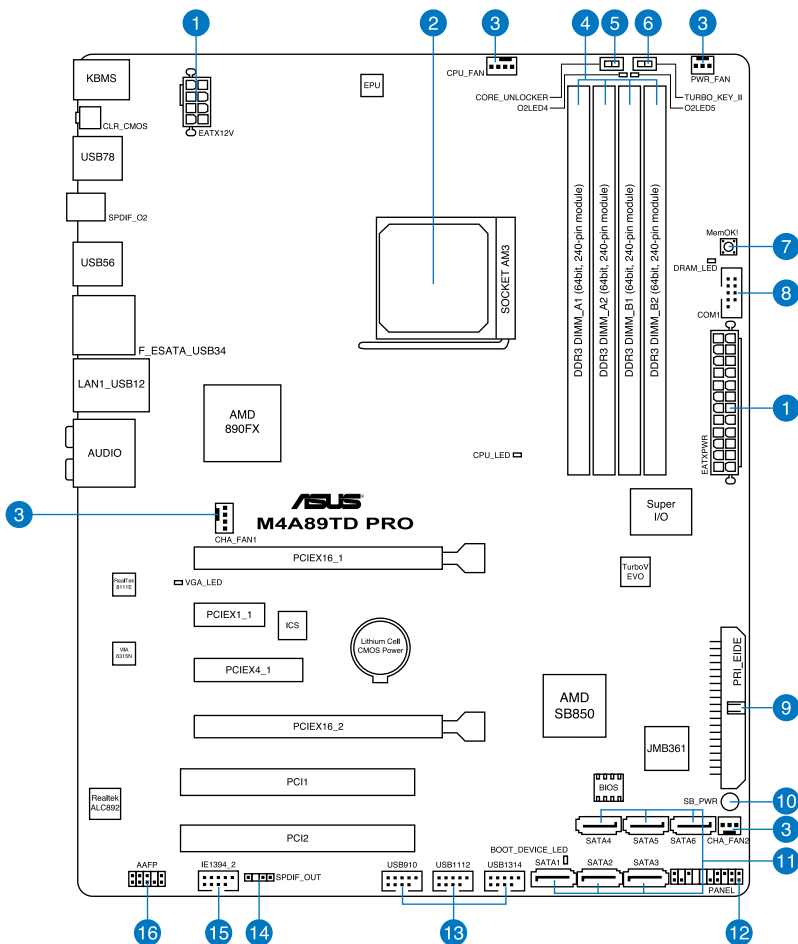 1
2
3
4
5
6
3
KBMS
CPU_FAN
PWR_FAN
EPU
CORE_UNLOCKER
TURBO_KEY_II
O2LED4
O2LED5
CLR_CMOS
EATX12V
USB78
SPDIF_O2
USB56
SOCKET AM3
DDR3 DIMM_A1 (64bit, 240-pin module)
DDR3 DIMM_A2 (64bit, 240-pin module)
DDR3 DIMM_B1 (64bit, 240-pin module)
DDR3 DIMM_B2 (64bit, 240-pin module)
MemOK!
7
DRAM_LED
8
COM1
F_ESATA_USB34
LAN1_USB12
AMD
890FX
EATXPWR
1
AUDIO
CPU_LED
3
CHA_FAN1
ASUS
M4A89TD PRO
Super
I/O
PCIEX16_1
RealTek
8111E
VGA_LED
TurboV
EVO
PCIEX1_1
ICS
Lithium Cell
CMOS Power
VIA
6315N
PCIEX4_1
PRI_EIDE
AMD
SB850
9
PCIEX16_2
JMB361
PCI1
BIOS
Realtek
ALC892
SB_PWR
10
PCI2
SATA4
SATA5
SATA6
CHA_FAN2
3
BOOT_DEVICE_LED
11
AAFP
IE1394_2
SPDIF_OUT
USB910
USB1112
USB1314
SATA1
SATA2
SATA3
PANEL
16
15
14
13
12